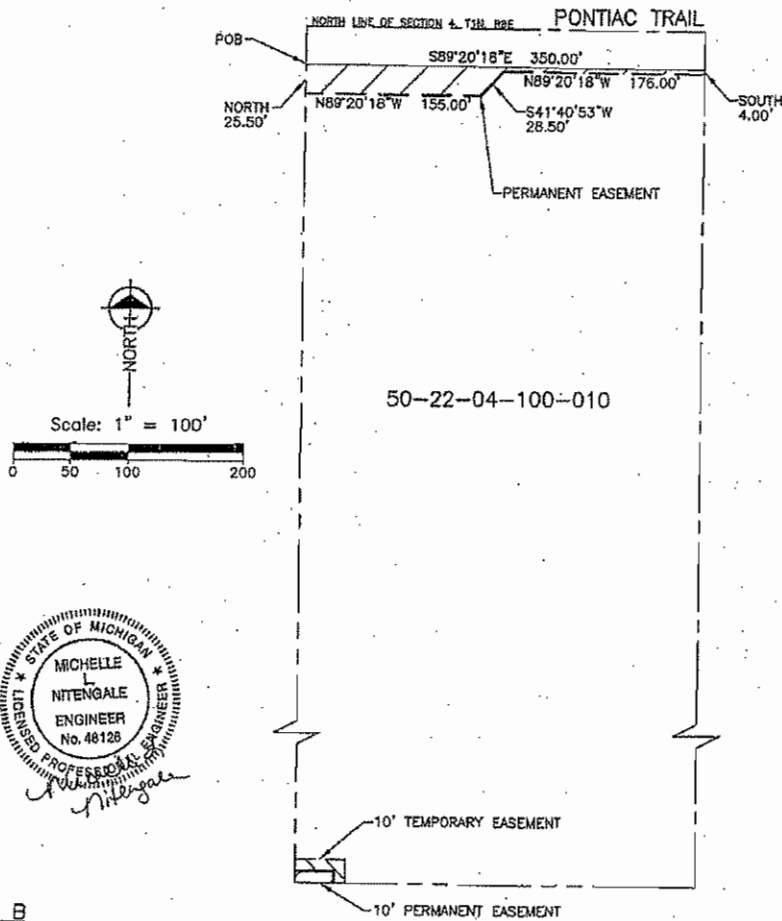 PONTIAC TRAIL
NORTH LINE OF SECTION 4, T1N, R8E
POB
S89°20'18"E 350.00'
N89°20'18"W 176.00'
NORTH
25.50'
N89°20'18"W 155.00'
S41°40'53"W
28.50'
SOUTH
4.00'
PERMANENT EASEMENT
NORTH
50-22-04-100-010
Scale: 1" = 100'
0 50 100 200
STATE OF MICHIGAN
MICHELLE
L
NITENGALE
ENGINEER
No. 46126
LICENSED PROFESSIONAL ENGINEER
Nitengale
10' TEMPORARY EASEMENT
10' PERMANENT EASEMENT
B